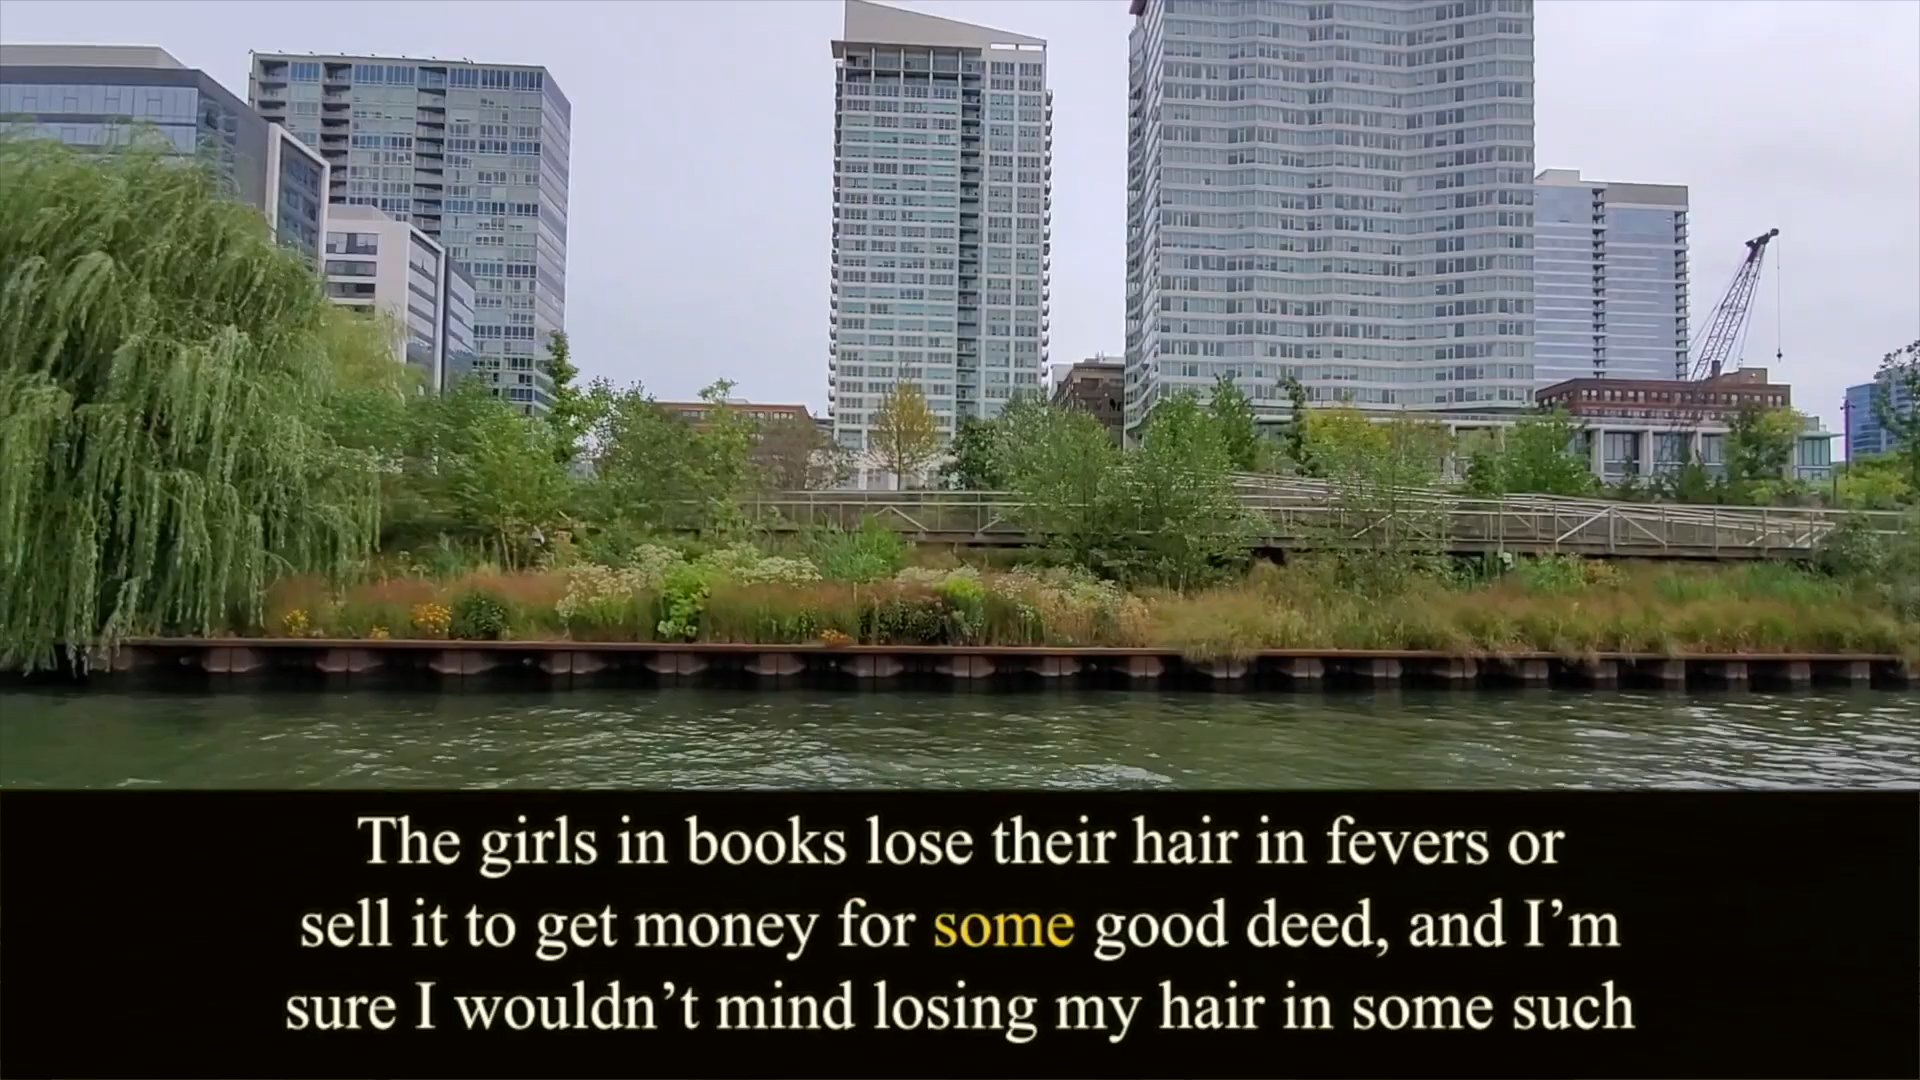 The girls in books lose their hair in fevers or
sell it to get money for some good deed, and I’m
sure I wouldn’t mind losing my hair in some such